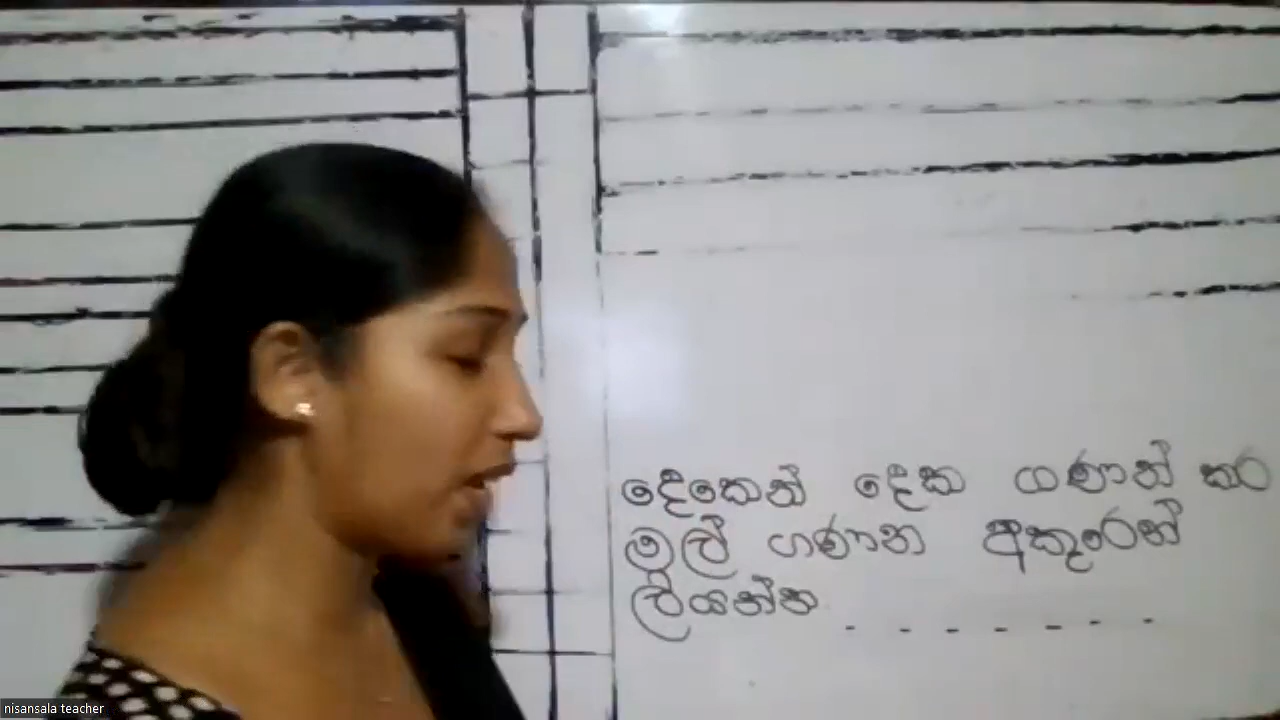 දෙකෙන් දෙක ගණන් කර
මල් ගණන අකුරෙන්
ලියන්න - - - - - - -
nisansala teacher